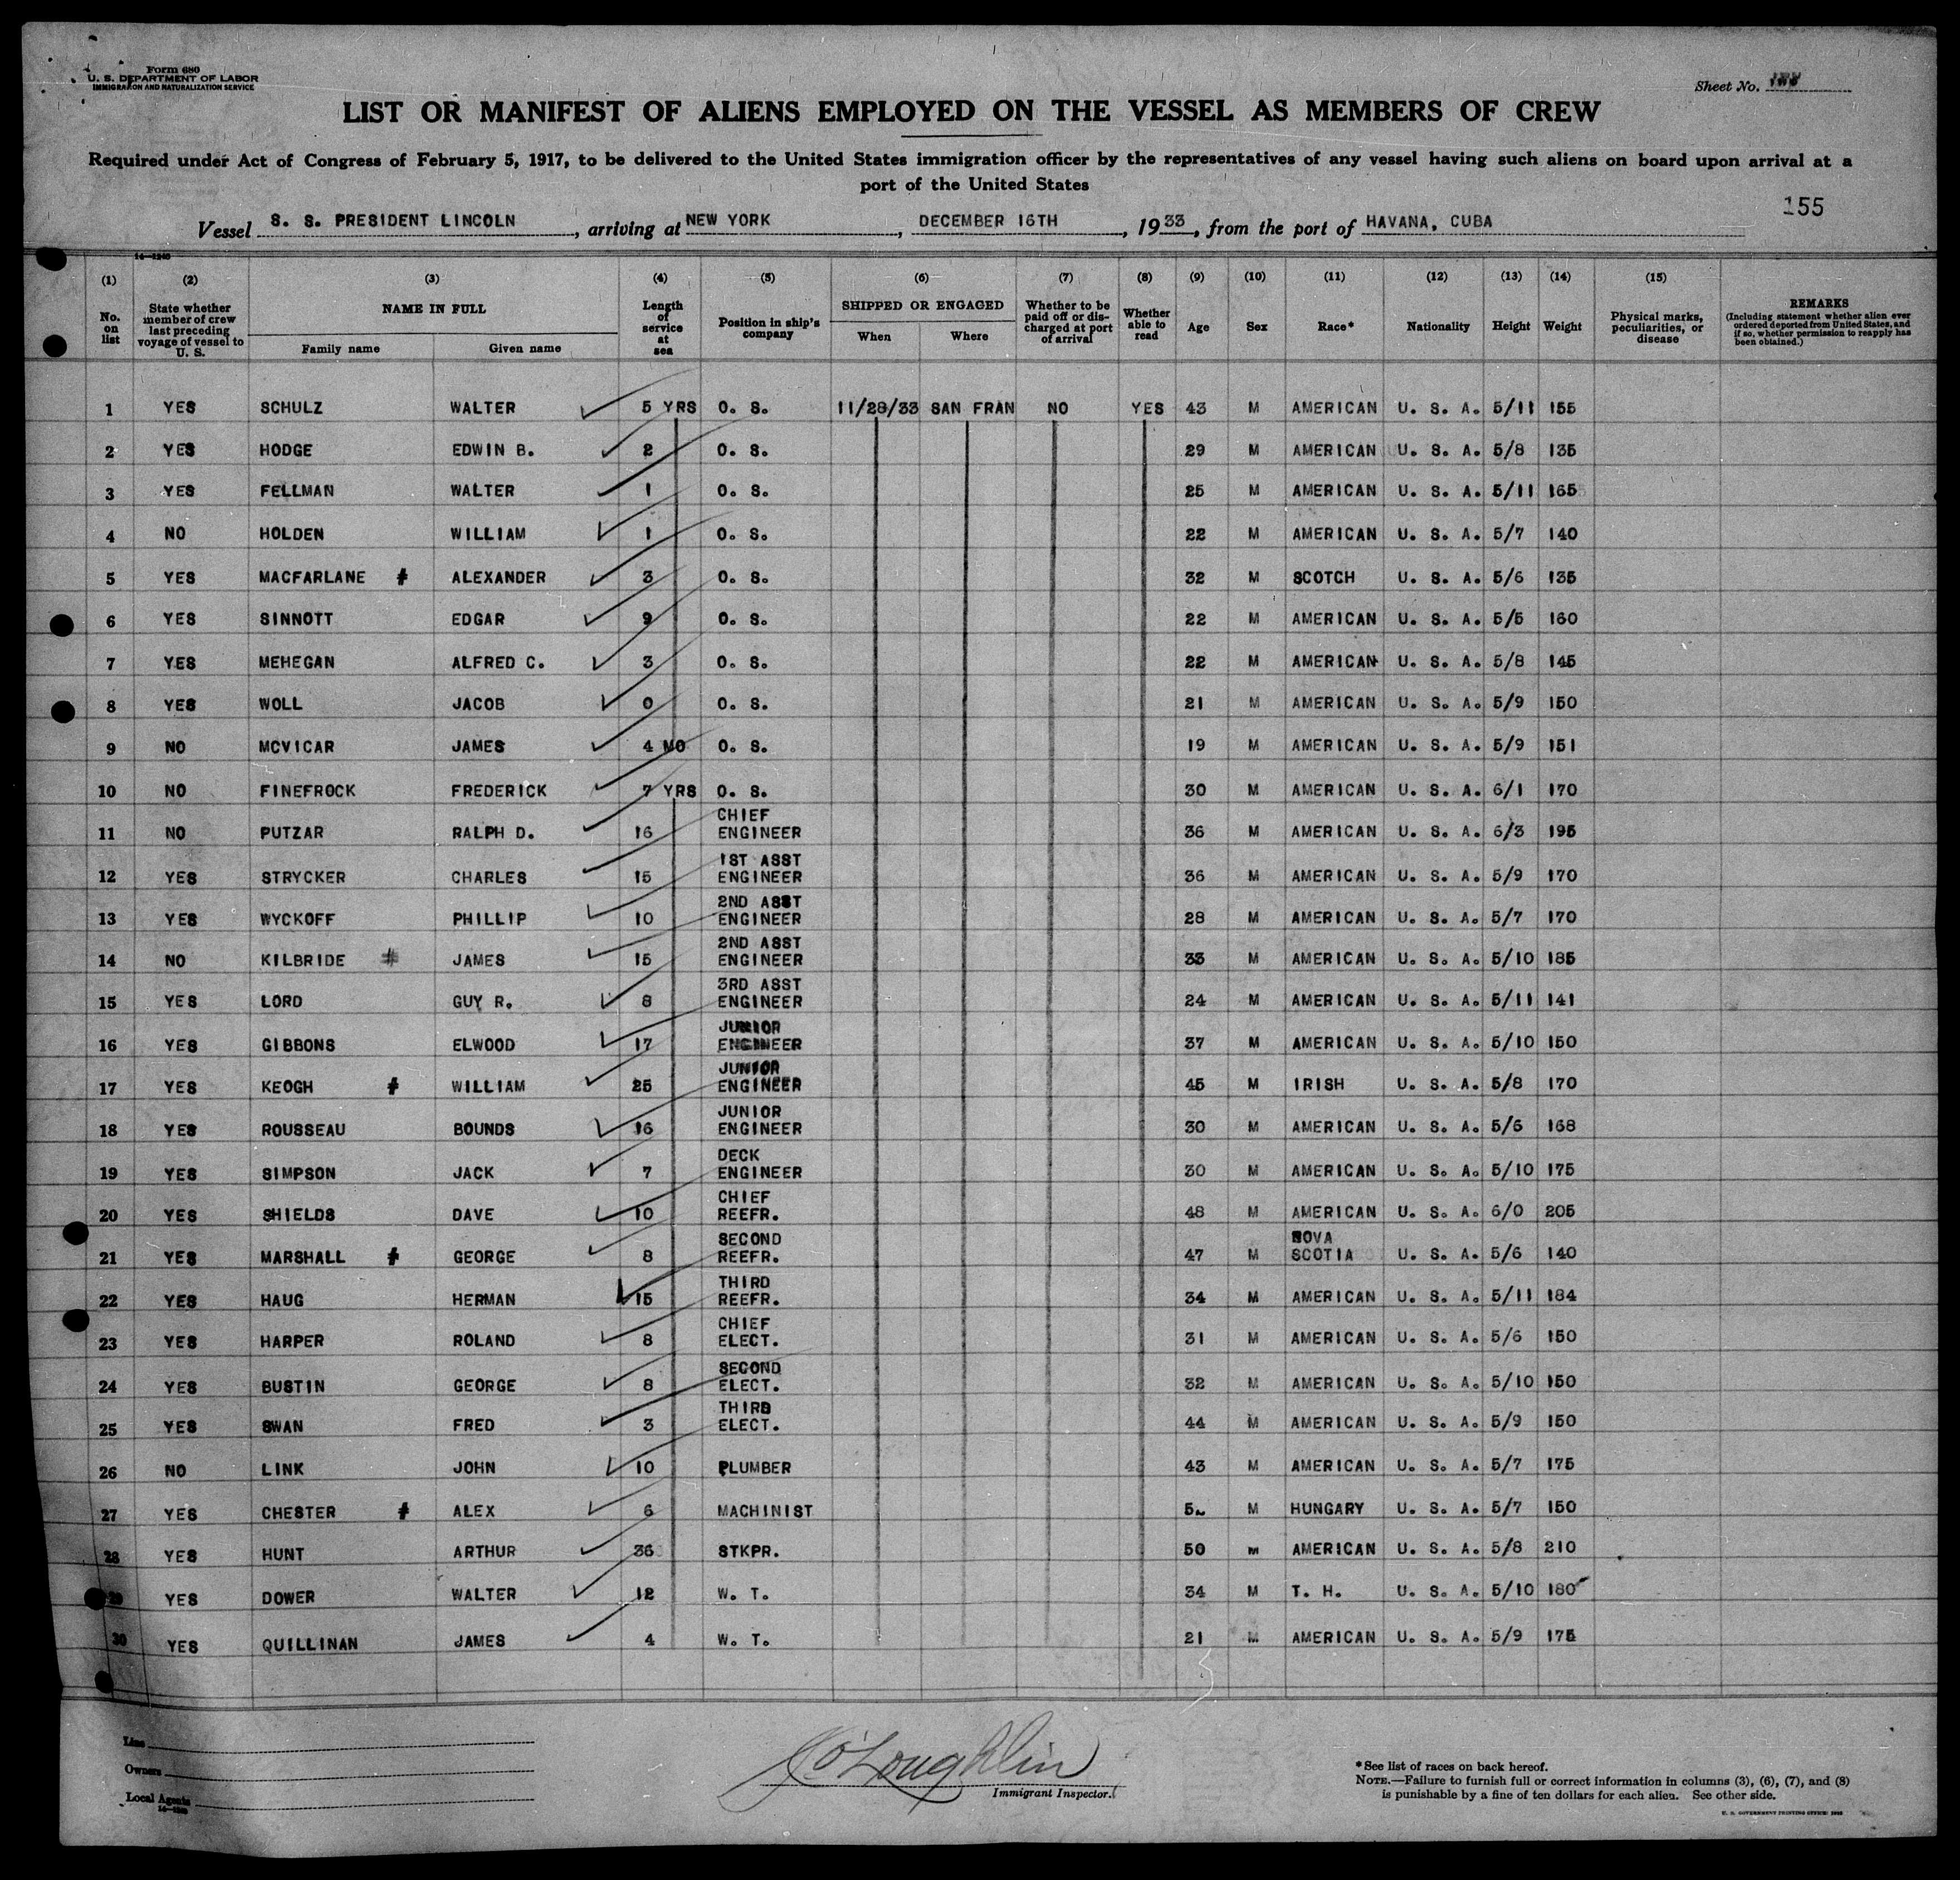 Form 680
U. S. DEPARTMENT OF LABOR
IMMIGRATION AND NATURALIZATION SERVICE
Sheet No.
LIST OR MANIFEST OF ALIENS EMPLOYED ON THE VESSEL AS MEMBERS OF CREW
Required under Act of Congress of February 5, 1917, to be delivered to the United States immigration officer by the representatives of any vessel having such aliens on board upon arrival at a
port of the United States
155
Vessel S. S. PRESIDENT LINCOLN, arriving at NEW YORK, DECEMBER 16TH, 1933, from the port of HAVANA, CUBA
(1) (2) (3) (4) (5) (6) (7) (8) (9) (10) (11) (12) (13) (14) (15)
No. on list State whether member of crew last preceding voyage of vessel to U. S. NAME IN FULL Family name Given name Length of service at sea Position in ship's company SHIPPED OR ENGAGED When Where Whether to be paid off or discharged at port of arrival Whether able to read Age Sex Race* Nationality Height Weight Physical marks, peculiarities, or disease REMARKS (Including statement whether alien ever ordered deported from United States, and if so, whether permission to reapply has been obtained.)
1 YES SCHULZ WALTER 5 YRS O. S. 11/28/33 SAN FRAN NO YES 43 M AMERICAN U. S. A. 5/11 155
2 YES HODGE EDWIN B. 2 O. S. 29 M AMERICAN U. S. A. 5/8 135
3 YES FELLMAN WALTER 1 O. S. 25 M AMERICAN U. S. A. 5/11 165
4 NO HOLDEN WILLIAM 1 O. S. 22 M AMERICAN U. S. A. 5/7 140
5 YES MACFARLANE # ALEXANDER 3 O. S. 32 M SCOTCH U. S. A. 5/6 135
6 YES SINNOTT EDGAR 9 O. S. 22 M AMERICAN U. S. A. 5/5 160
7 YES MEHEGAN ALFRED C. 3 O. S. 22 M AMERICAN U. S. A. 5/8 145
8 YES WOLL JACOB 0 O. S. 21 M AMERICAN U. S. A. 5/9 150
9 NO MCVICAR JAMES 4 MO O. S. 19 M AMERICAN U. S. A. 5/9 151
10 NO FINEFROCK FREDERICK 7 YRS O. S. 30 M AMERICAN U. S. A. 6/1 170
11 NO PUTZAR RALPH D. 16 CHIEF ENGINEER 36 M AMERICAN U. S. A. 6/3 195
12 YES STRYCKER CHARLES 15 1ST ASST ENGINEER 36 M AMERICAN U. S. A. 5/9 170
13 YES WYCKOFF PHILLIP 10 2ND ASST ENGINEER 28 M AMERICAN U. S. A. 5/7 170
14 NO KILBRIDE # JAMES 15 2ND ASST ENGINEER 33 M AMERICAN U. S. A. 5/10 185
15 YES LORD GUY R. 8 3RD ASST ENGINEER 24 M AMERICAN U. S. A. 5/11 141
16 YES GIBBONS ELWOOD 17 JUNIOR ENGINEER 37 M AMERICAN U. S. A. 5/10 150
17 YES KEOGH # WILLIAM 25 JUNIOR ENGINEER 45 M IRISH U. S. A. 5/8 170
18 YES ROUSSEAU BOUNDS 16 JUNIOR ENGINEER 30 M AMERICAN U. S. A. 5/6 168
19 YES SIMPSON JACK 7 DECK ENGINEER 30 M AMERICAN U. S. A. 5/10 175
20 YES SHIELDS DAVE 10 CHIEF REEFR. 48 M AMERICAN U. S. A. 6/0 205
21 YES MARSHALL # GEORGE 8 SECOND REEFR. 47 M NOVA SCOTIA U. S. A. 5/6 140
22 YES HAUG HERMAN 15 THIRD REEFR. 34 M AMERICAN U. S. A. 5/11 184
23 YES HARPER ROLAND 8 CHIEF ELECT. 31 M AMERICAN U. S. A. 5/6 150
24 YES BUSTIN GEORGE 8 SECOND ELECT. 32 M AMERICAN U. S. A. 5/10 150
25 YES SWAN FRED 3 THIRD ELECT. 44 M AMERICAN U. S. A. 5/9 150
26 NO LINK JOHN 10 PLUMBER 43 M AMERICAN U. S. A. 5/7 175
27 YES CHESTER # ALEX 6 MACHINIST M HUNGARY U. S. A. 5/7 150
28 YES HUNT ARTHUR 36 STKPR. 50 m AMERICAN U. S. A. 5/8 210
29 YES DOWER WALTER 12 W. T. 34 M T. H. U. S. A. 5/10 180
30 YES QUILLINAN JAMES 4 W. T. 21 M AMERICAN U. S. A. 5/9 175
Line
Owners
Local Agents
O'Loughlin
Immigrant Inspector.
*See list of races on back hereof.
NOTE.—Failure to furnish full or correct information in columns (3), (6), (7), and (8)
is punishable by a fine of ten dollars for each alien. See other side.
U. S. GOVERNMENT PRINTING OFFICE: